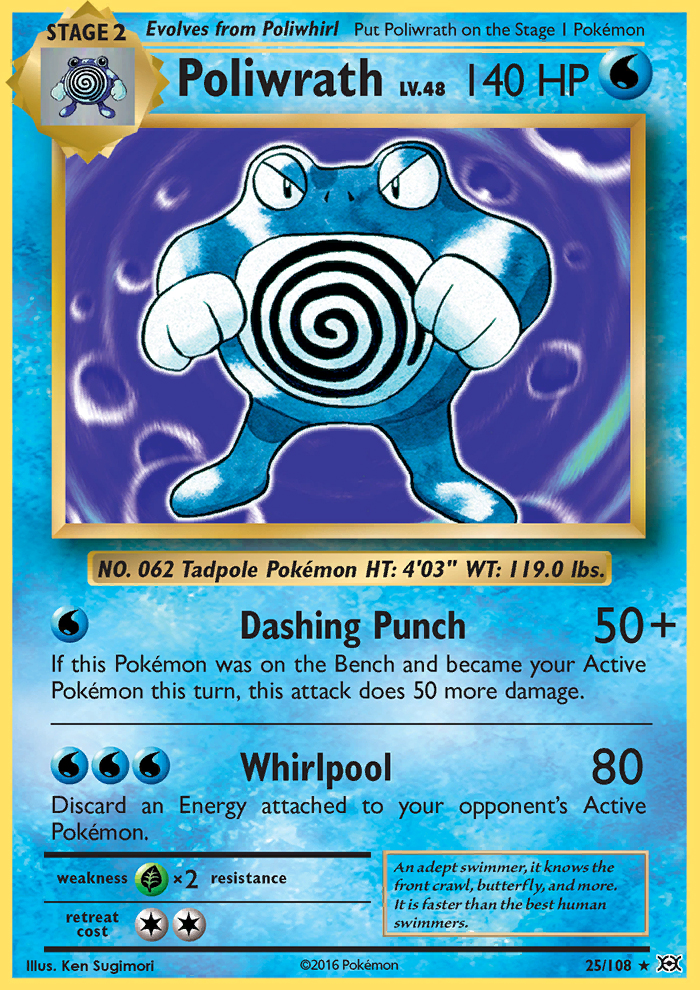 STAGE 2
Evolves from Poliwhirl Put Poliwrath on the Stage 1 Pokémon
Poliwrath LV.48 140 HP
NO. 062 Tadpole Pokémon HT: 4'03" WT: 119.0 lbs.
Dashing Punch 50+
If this Pokémon was on the Bench and became your Active
Pokémon this turn, this attack does 50 more damage.
Whirlpool 80
Discard an Energy attached to your opponent's Active
Pokémon.
weakness ×2 resistance
retreat
cost
An adept swimmer, it knows the
front crawl, butterfly, and more.
It is faster than the best human
swimmers.
Illus. Ken Sugimori ©2016 Pokémon 25/108 ★